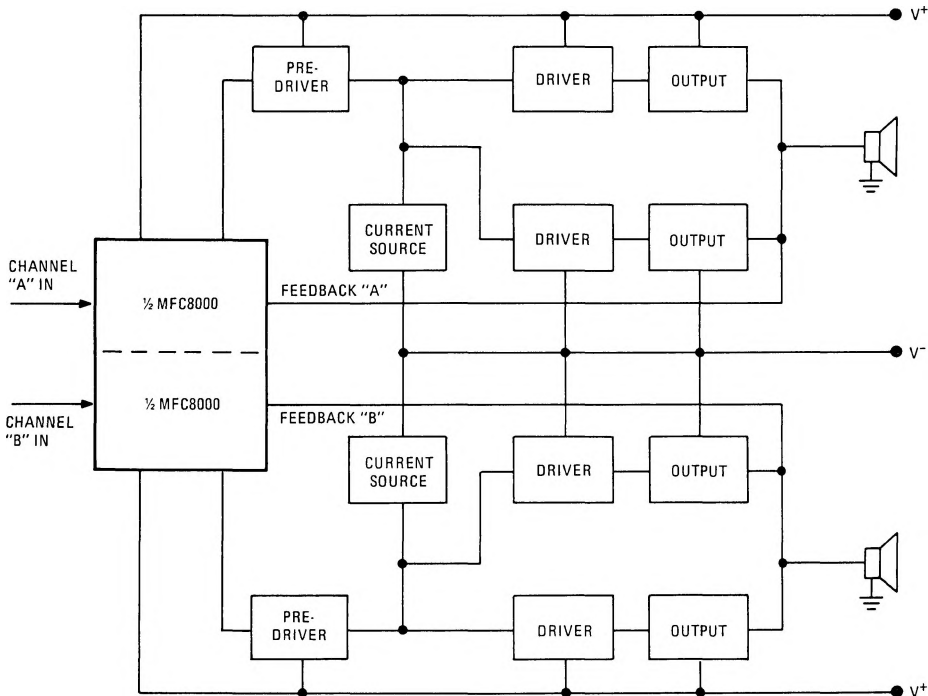 V+
PRE-
DRIVER
DRIVER
OUTPUT
CURRENT
SOURCE
DRIVER
OUTPUT
CHANNEL
"A" IN
½ MFC8000
FEEDBACK "A"
V-
CHANNEL
"B" IN
½ MFC8000
FEEDBACK "B"
CURRENT
SOURCE
DRIVER
OUTPUT
PRE-
DRIVER
DRIVER
OUTPUT
V+